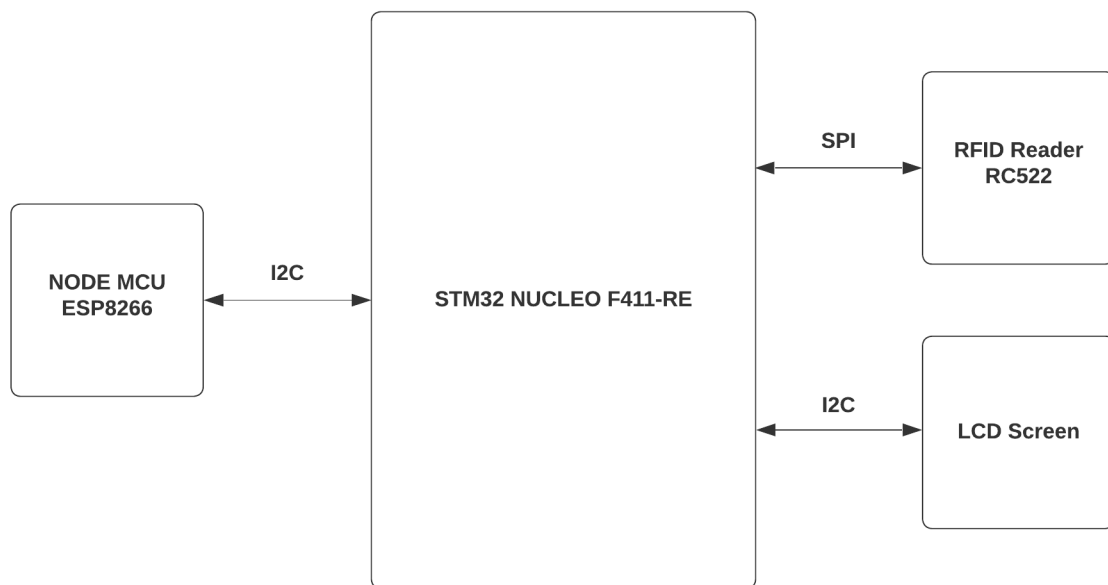 NODE MCU
ESP8266
I2C
STM32 NUCLEO F411-RE
SPI
RFID Reader
RC522
I2C
LCD Screen